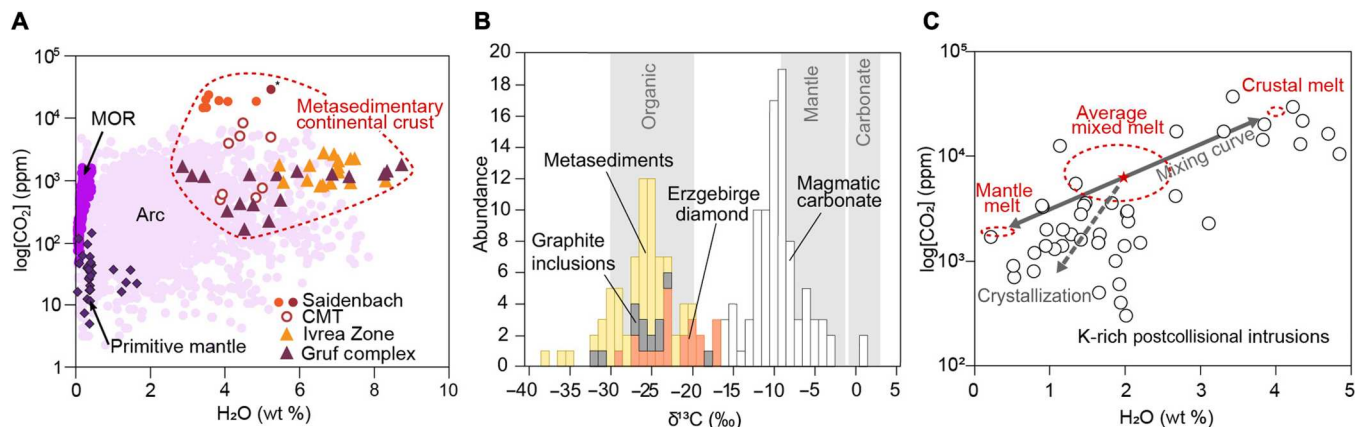 A
log[CO₂] (ppm)
10⁵
10⁴
10³
10²
10
1
0
2
4
6
8
10
H₂O (wt %)
MOR
Arc
Primitive mantle
*
Metasedimentary
continental crust
Saidenbach
CMT
Ivrea Zone
Gruf complex
B
Abundance
20
18
16
14
12
10
8
6
4
2
0
−40
−35
−30
−25
−20
−15
−10
−5
0
5
δ¹³C (‰)
Organic
Mantle
Carbonate
Metasediments
Graphite
inclusions
Erzgebirge
diamond
Magmatic
carbonate
C
log[CO₂] (ppm)
10⁵
10⁴
10³
10²
0
1
2
3
4
5
H₂O (wt %)
Crustal melt
Average
mixed melt
Mixing curve
Mantle
melt
Crystallization
K-rich postcollisional intrusions